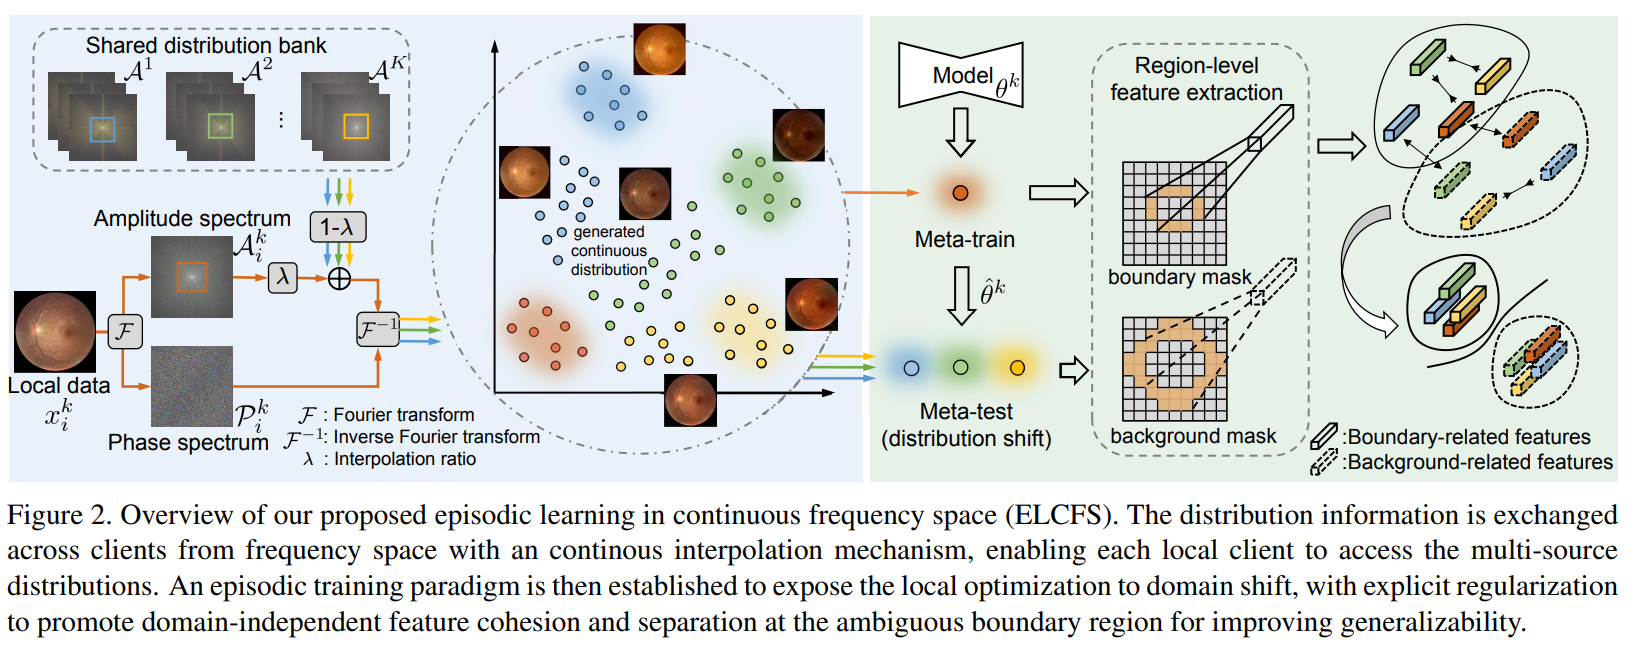 Shared distribution bank
𝒜¹
𝒜²
⋮
𝒜ᴷ
1-λ
Amplitude spectrum
𝒜ᵢᵏ
λ
ℱ
ℱ⁻¹
Local data
xᵢᵏ
𝒫ᵢᵏ
Phase spectrum
ℱ : Fourier transform
ℱ⁻¹: Inverse Fourier transform
λ : Interpolation ratio
generated
continuous
distribution
Model θᵏ
Meta-train
θ̂ᵏ
Meta-test
(distribution shift)
Region-level
feature extraction
boundary mask
background mask
:Boundary-related features
:Background-related features
Figure 2. Overview of our proposed episodic learning in continuous frequency space (ELCFS). The distribution information is exchanged
across clients from frequency space with an continous interpolation mechanism, enabling each local client to access the multi-source
distributions. An episodic training paradigm is then established to expose the local optimization to domain shift, with explicit regularization
to promote domain-independent feature cohesion and separation at the ambiguous boundary region for improving generalizability.